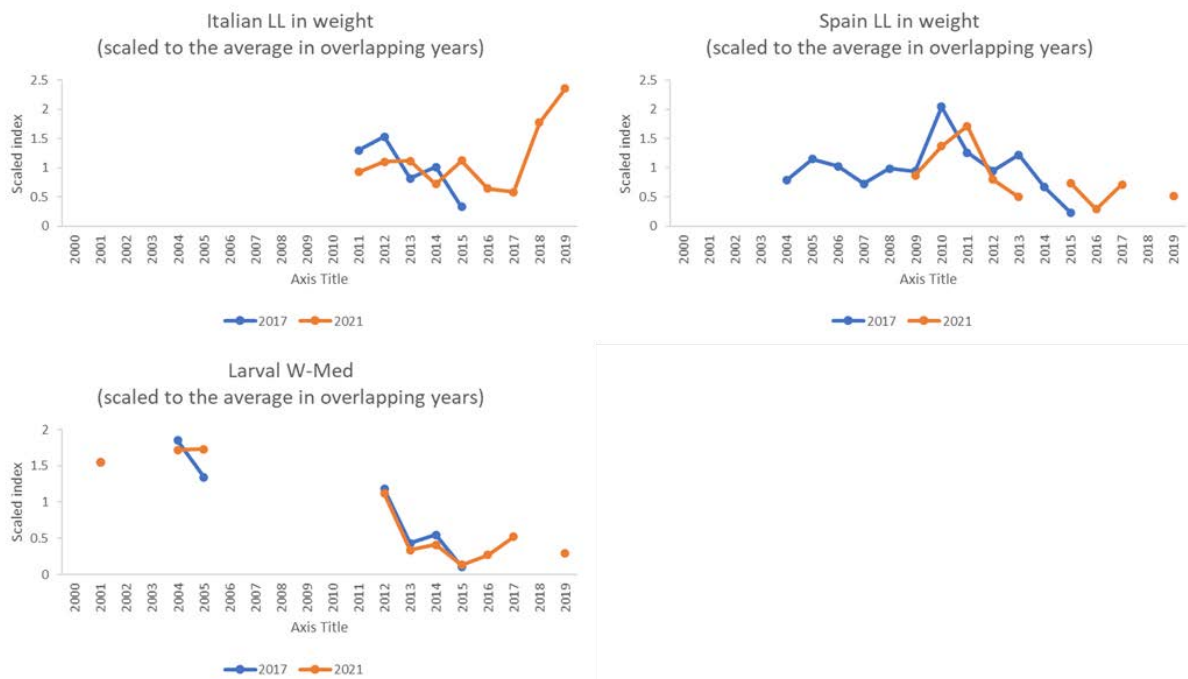 Italian LL in weight
(scaled to the average in overlapping years)
Scaled index
2.5
2
1.5
1
0.5
0
2000 2001 2002 2003 2004 2005 2006 2007 2008 2009 2010 2011 2012 2013 2014 2015 2016 2017 2018 2019
Axis Title
2017 2021
Spain LL in weight
(scaled to the average in overlapping years)
Scaled index
2.5
2
1.5
1
0.5
0
2000 2001 2002 2003 2004 2005 2006 2007 2008 2009 2010 2011 2012 2013 2014 2015 2016 2017 2018 2019
Axis Title
2017 2021
Larval W-Med
(scaled to the average in overlapping years)
Scaled index
2
1.5
1
0.5
0
2000 2001 2002 2003 2004 2005 2006 2007 2008 2009 2010 2011 2012 2013 2014 2015 2016 2017 2018 2019
Axis Title
2017 2021